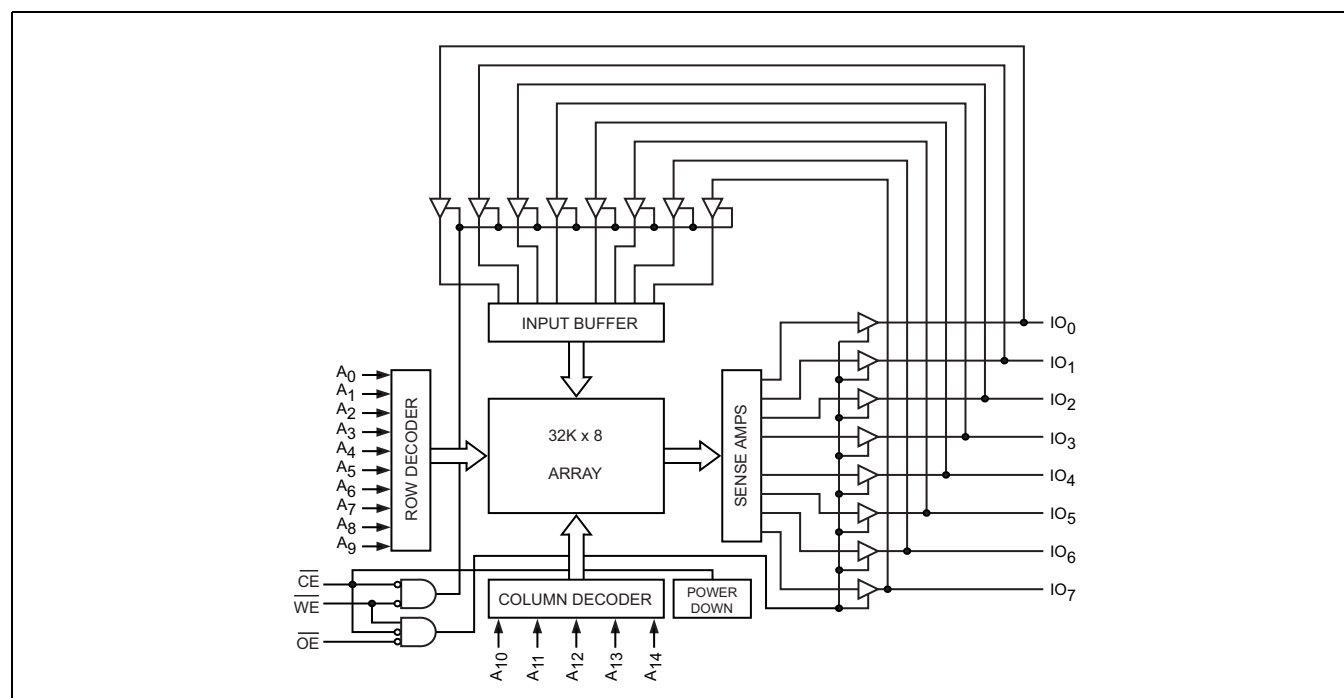 INPUT BUFFER
IO0
IO1
IO2
IO3
IO4
IO5
IO6
IO7
A0
A1
A2
A3
A4
A5
A6
A7
A8
A9
ROW DECODER
32K x 8
ARRAY
SENSE AMPS
CE
WE
OE
COLUMN DECODER
POWER
DOWN
A10
A11
A12
A13
A14